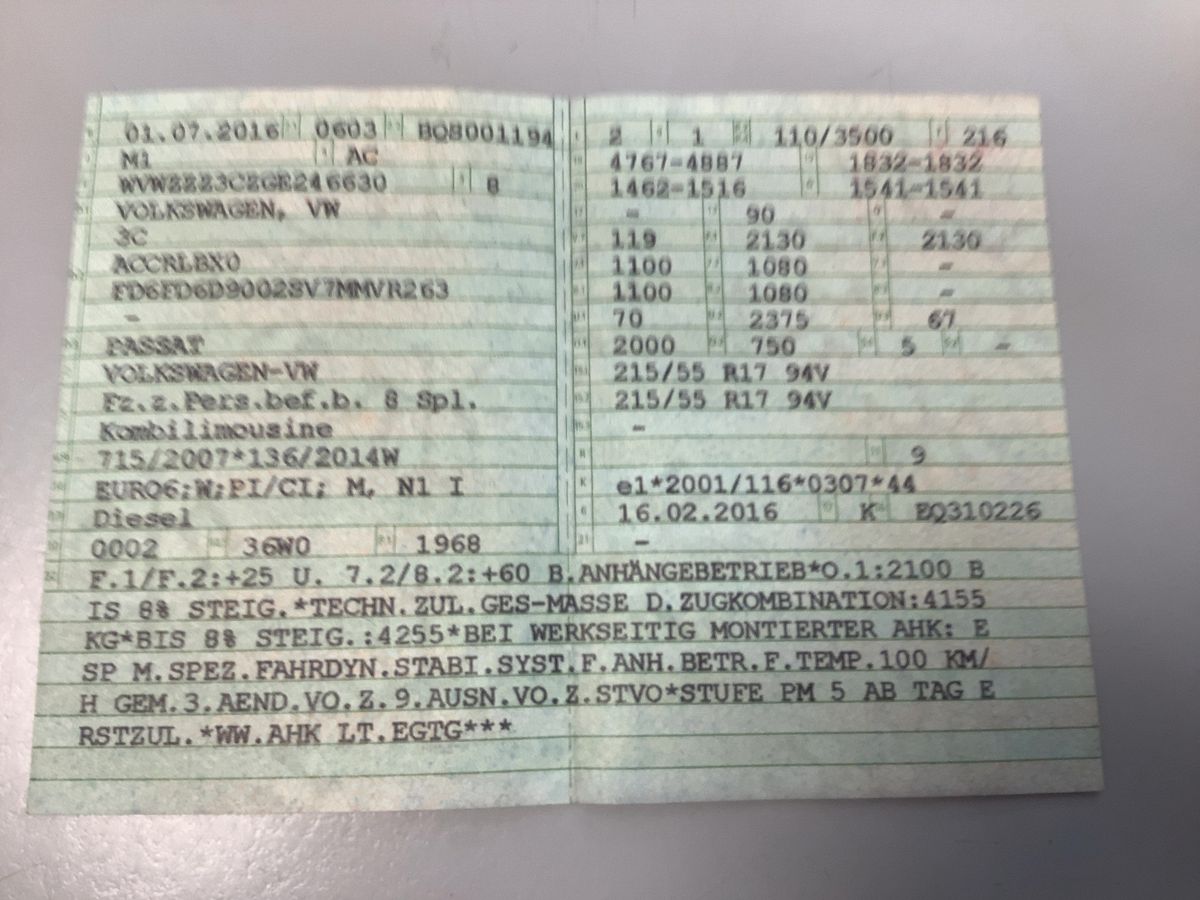 01.07.2016 0603 BQ8001194
M1 AC
WVWZZZ3CZGE246630 8
VOLKSWAGEN, VW
3C
ACCRLBX0
FD6FD6D9002SV7MMVR263
-
PASSAT
VOLKSWAGEN-VW
Fz.z.Pers.bef.b. 8 Spl.
Kombilimousine
715/2007*136/2014W
EURO6;W;PI/CI; M, N1 I
Diesel
0002 36W0 1968
2 1 110/3500 216
4767-4887 1832-1832
1462-1516 1541-1541
- 90 -
119 2130 2130
1100 1080 -
1100 1080 -
70 2375 67
2000 750 5 -
215/55 R17 94V
215/55 R17 94V
-
9
e1*2001/116*0307*44
16.02.2016 K EQ310226
-
F.1/F.2:+25 U. 7.2/8.2:+60 B.ANHÄNGEBETRIEB*O.1:2100 B
IS 8% STEIG.*TECHN.ZUL.GES-MASSE D.ZUGKOMBINATION:4155
KG*BIS 8% STEIG.:4255*BEI WERKSEITIG MONTIERTER AHK: E
SP M.SPEZ.FAHRDYN.STABI.SYST.F.ANH.BETR.F.TEMP.100 KM/
H GEM.3.AEND.VO.Z.9.AUSN.VO.Z.STVO*STUFE PM 5 AB TAG E
RSTZUL.*WW.AHK LT.EGTG***